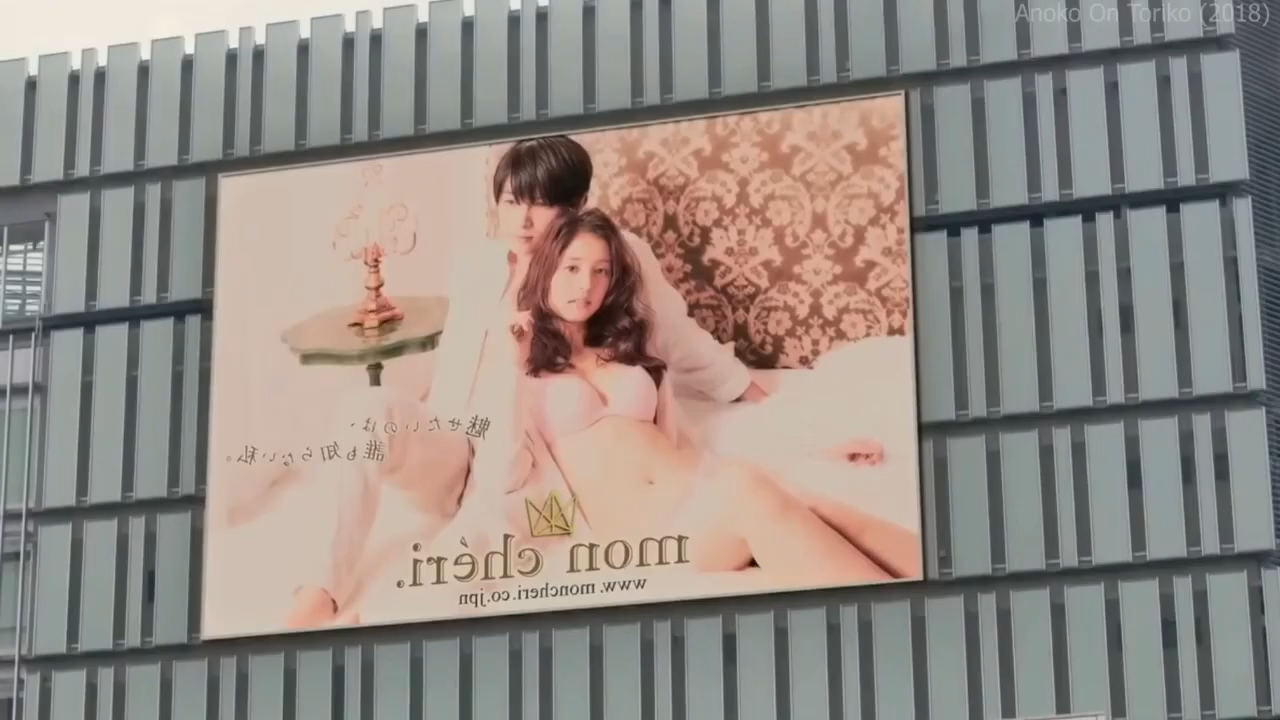 Anoko On Toriko (2018)
魅せたいのは、
誰も知らない私。
mon chéri.
www.moncheri.co.jpn